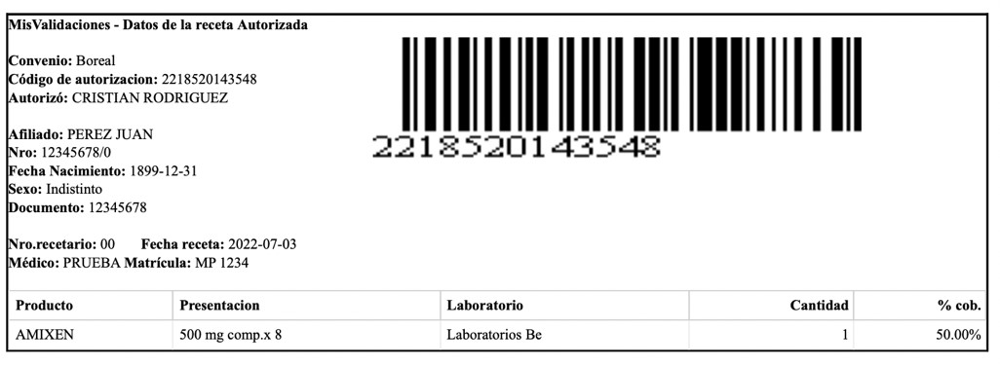 MisValidaciones - Datos de la receta Autorizada
Convenio: Boreal
Código de autorizacion: 2218520143548
Autorizó: CRISTIAN RODRIGUEZ
2218520143548
Afiliado: PEREZ JUAN
Nro: 12345678/0
Fecha Nacimiento: 1899-12-31
Sexo: Indistinto
Documento: 12345678
Nro.recetario: 00 Fecha receta: 2022-07-03
Médico: PRUEBA Matrícula: MP 1234
Producto Presentacion Laboratorio Cantidad % cob.
AMIXEN 500 mg comp.x 8 Laboratorios Be 1 50.00%